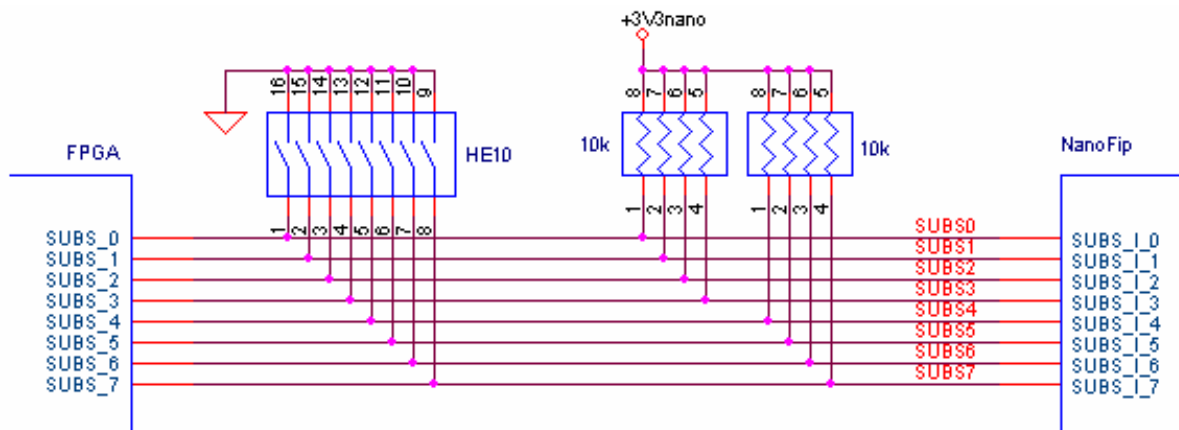 +3V3nano
16 15 14 13 12 11 10 9
8 7 6 5
8 7 6 5
FPGA
HE10
10k
10k
NanoFip
1 2 3 4 5 6 7 8
1 2 3 4
1 2 3 4
SUBS_0
SUBS0
SUBS_I_0
SUBS_1
SUBS1
SUBS_I_1
SUBS_2
SUBS2
SUBS_I_2
SUBS_3
SUBS3
SUBS_I_3
SUBS_4
SUBS4
SUBS_I_4
SUBS_5
SUBS5
SUBS_I_5
SUBS_6
SUBS6
SUBS_I_6
SUBS_7
SUBS7
SUBS_I_7